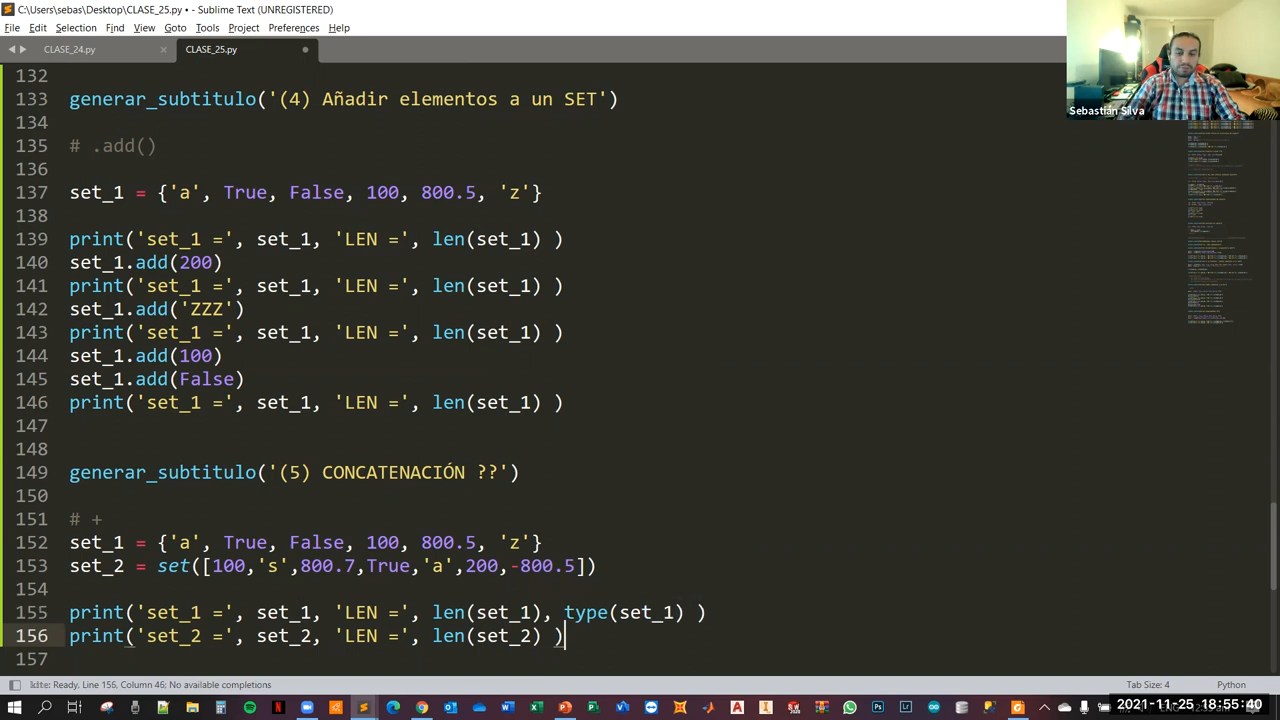 C:\Users\sebas\Desktop\CLASE_25.py • - Sublime Text (UNREGISTERED)
File Edit Selection Find View Goto Tools Project Preferences Help
CLASE_24.py CLASE_25.py
Sebastián Silva
132
133 generar_subtitulo('(4) Añadir elementos a un SET')
134
135 # .add()
136
137 set_1 = {'a', True, False, 100, 800.5, 'z'}
138
139 print('set_1 =', set_1, 'LEN =', len(set_1) )
140 set_1.add(200)
141 print('set_1 =', set_1, 'LEN =', len(set_1) )
142 set_1.add('ZZZ')
143 print('set_1 =', set_1, 'LEN =', len(set_1) )
144 set_1.add(100)
145 set_1.add(False)
146 print('set_1 =', set_1, 'LEN =', len(set_1) )
147
148
149 generar_subtitulo('(5) CONCATENACIÓN ??')
150
151 # +
152 set_1 = {'a', True, False, 100, 800.5, 'z'}
153 set_2 = set([100,'s',800.7,True,'a',200,-800.5])
154
155 print('set_1 =', set_1, 'LEN =', len(set_1), type(set_1) )
156 print('set_2 =', set_2, 'LEN =', len(set_2) )
157
Ready, Line 156, Column 46; No available completions
Tab Size: 4 Python
2021-11-25 18:55:40